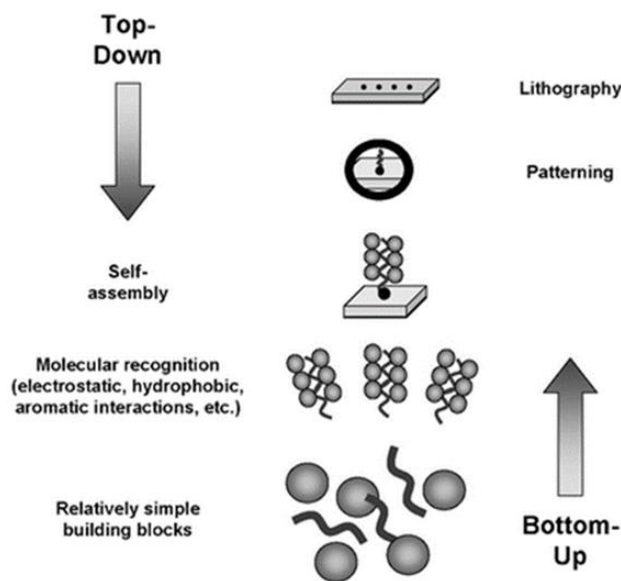 Top-
Down
Lithography
Patterning
Self-
assembly
Molecular recognition
(electrostatic, hydrophobic,
aromatic interactions, etc.)
Relatively simple
building blocks
Bottom-
Up